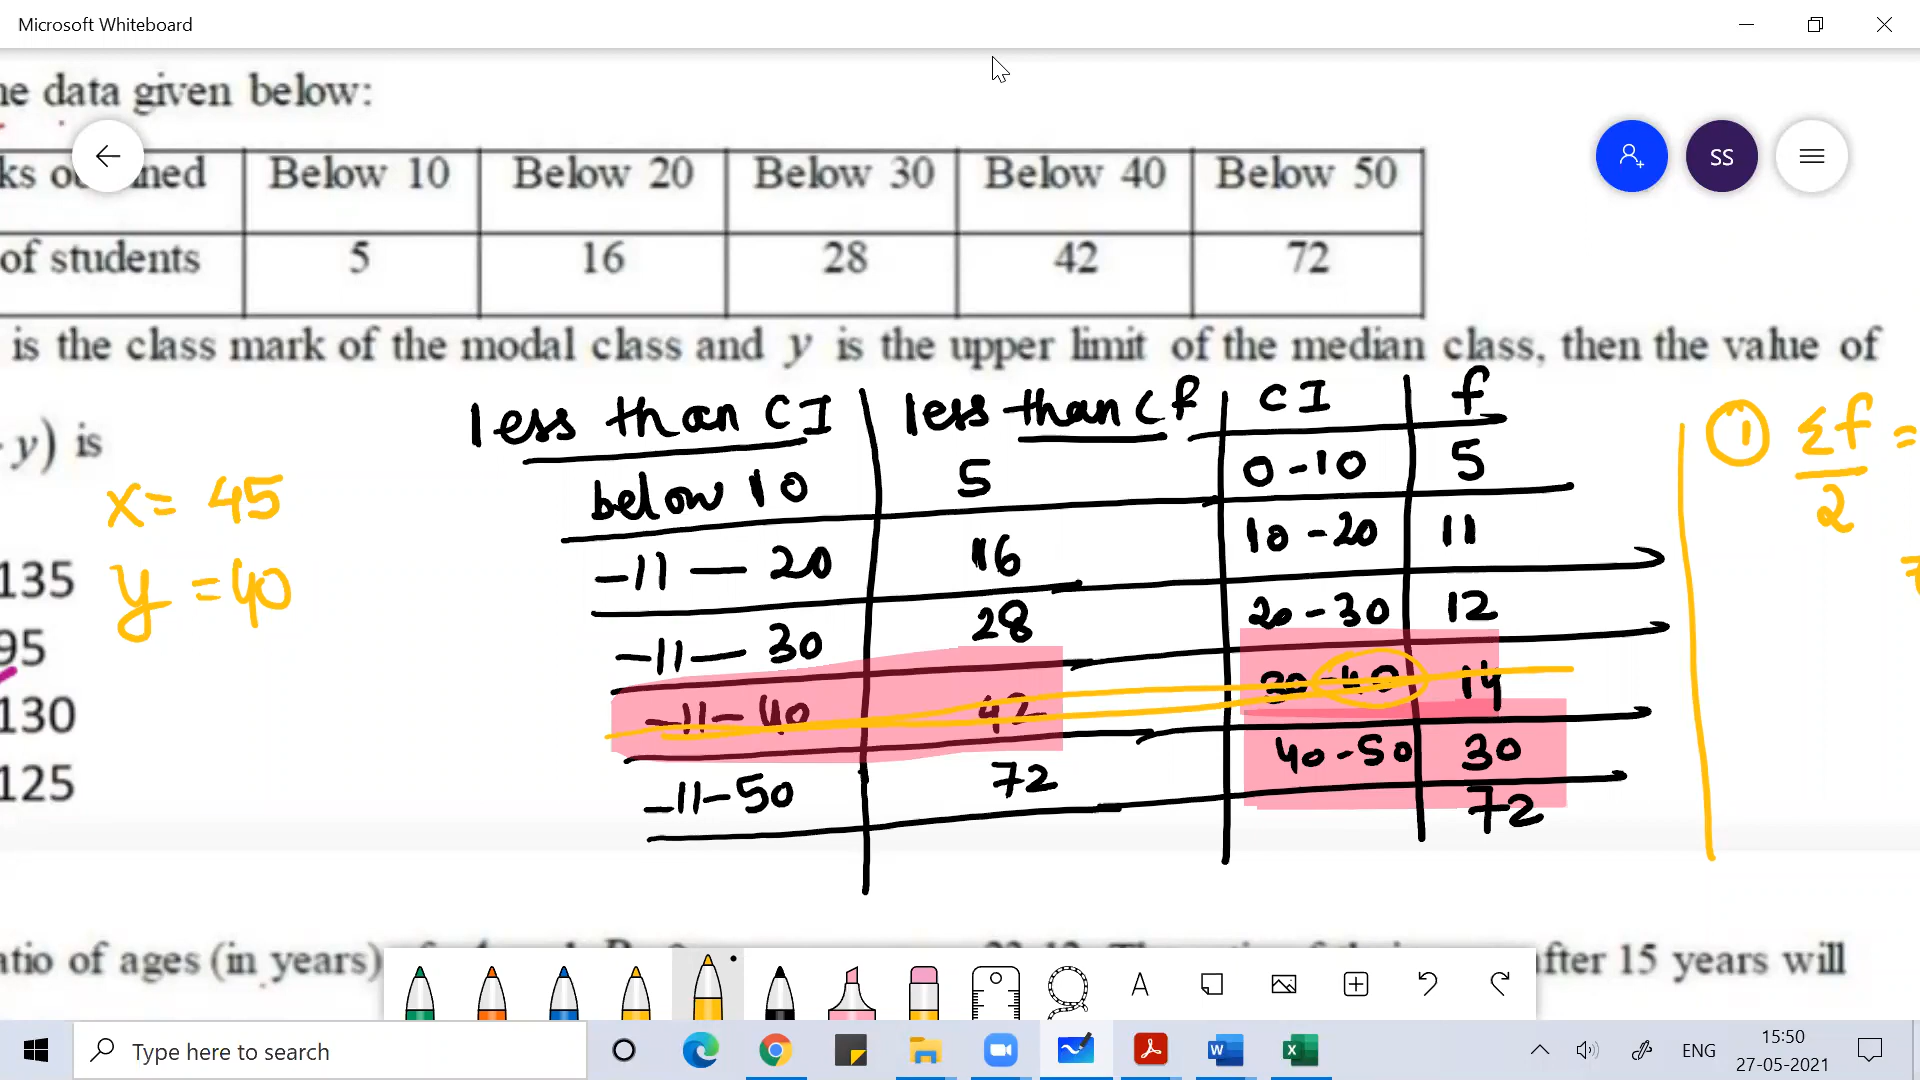 Microsoft Whiteboard
he data given below:
ned Below 10 Below 20 Below 30 Below 40 Below 50
of students 5 16 28 42 72
SS
is the class mark of the modal class and y is the upper limit of the median class, then the value of
y) is
less than CI less than cf CI f
below 10 5 0-10 5
-11- 20 16 10-20 11
-11- 30 28 20-30 12
-11- 40 42 30-40 14
-11-50 72 40-50 30
72
x= 45
y =40
① Σf =
2
135
95
130
125
atio of ages (in years)
fter 15 years will
Type here to search
ENG
15:50
27-05-2021